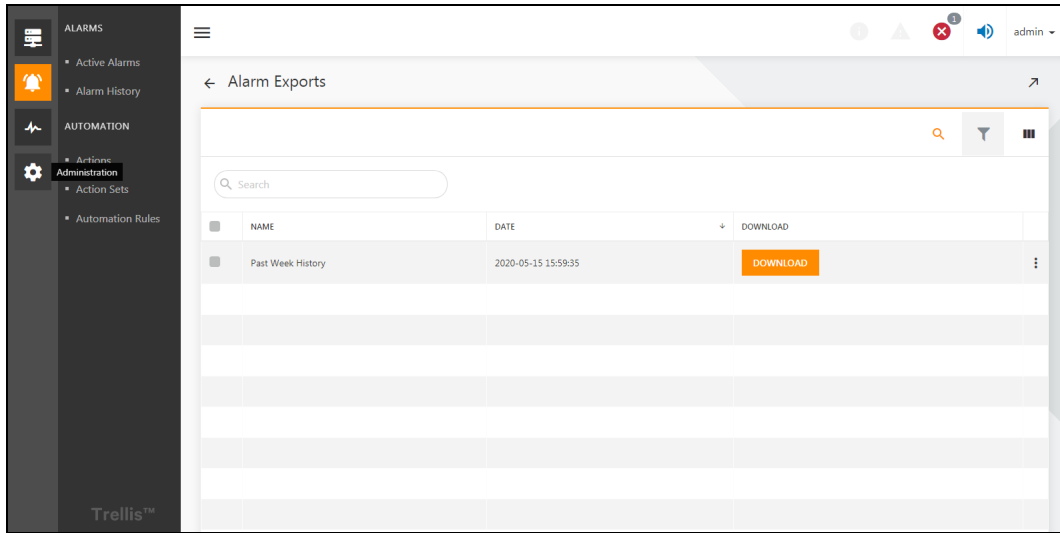 ALARMS
Active Alarms
Alarm History
AUTOMATION
Actions
Administration
Action Sets
Automation Rules
Trellis™
1
admin
Alarm Exports
Search
NAME DATE DOWNLOAD
Past Week History 2020-05-15 15:59:35 DOWNLOAD